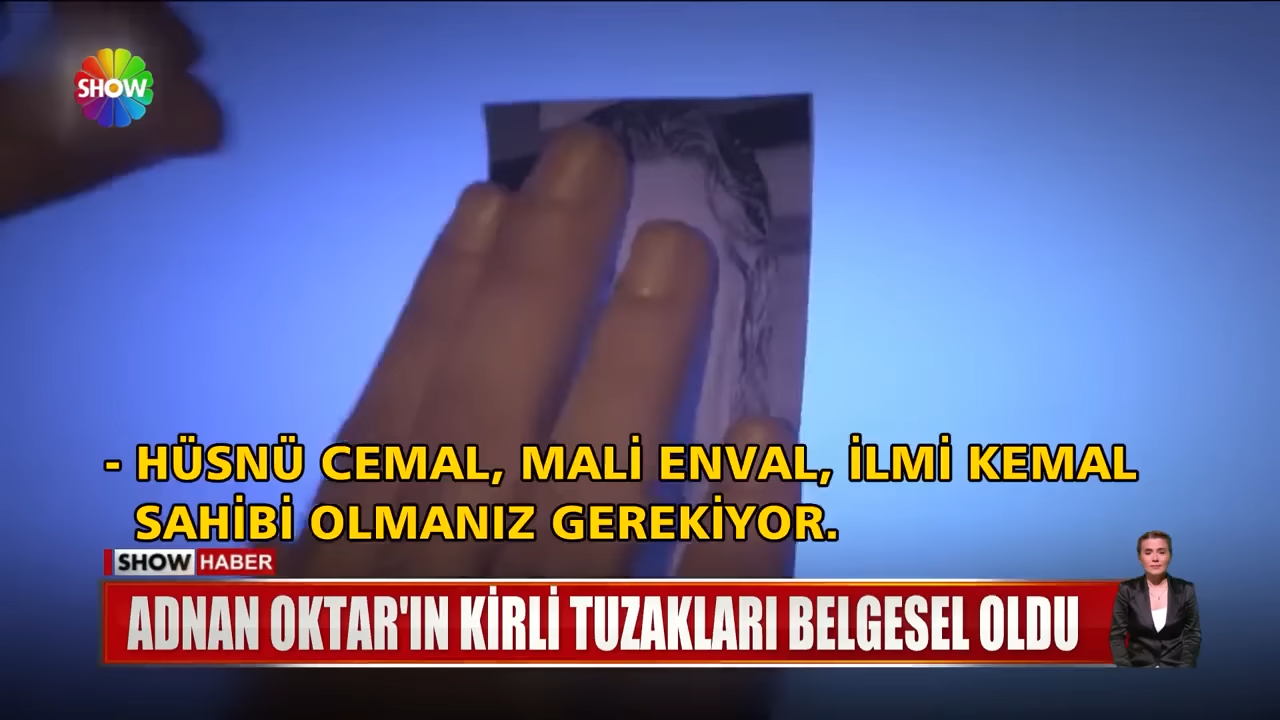 SHOW
- HÜSNÜ CEMAL, MALİ ENVAL, İLMİ KEMAL
SAHİBİ OLMANIZ GEREKİYOR.
SHOW HABER
ADNAN OKTAR'IN KİRLİ TUZAKLARI BELGESEL OLDU